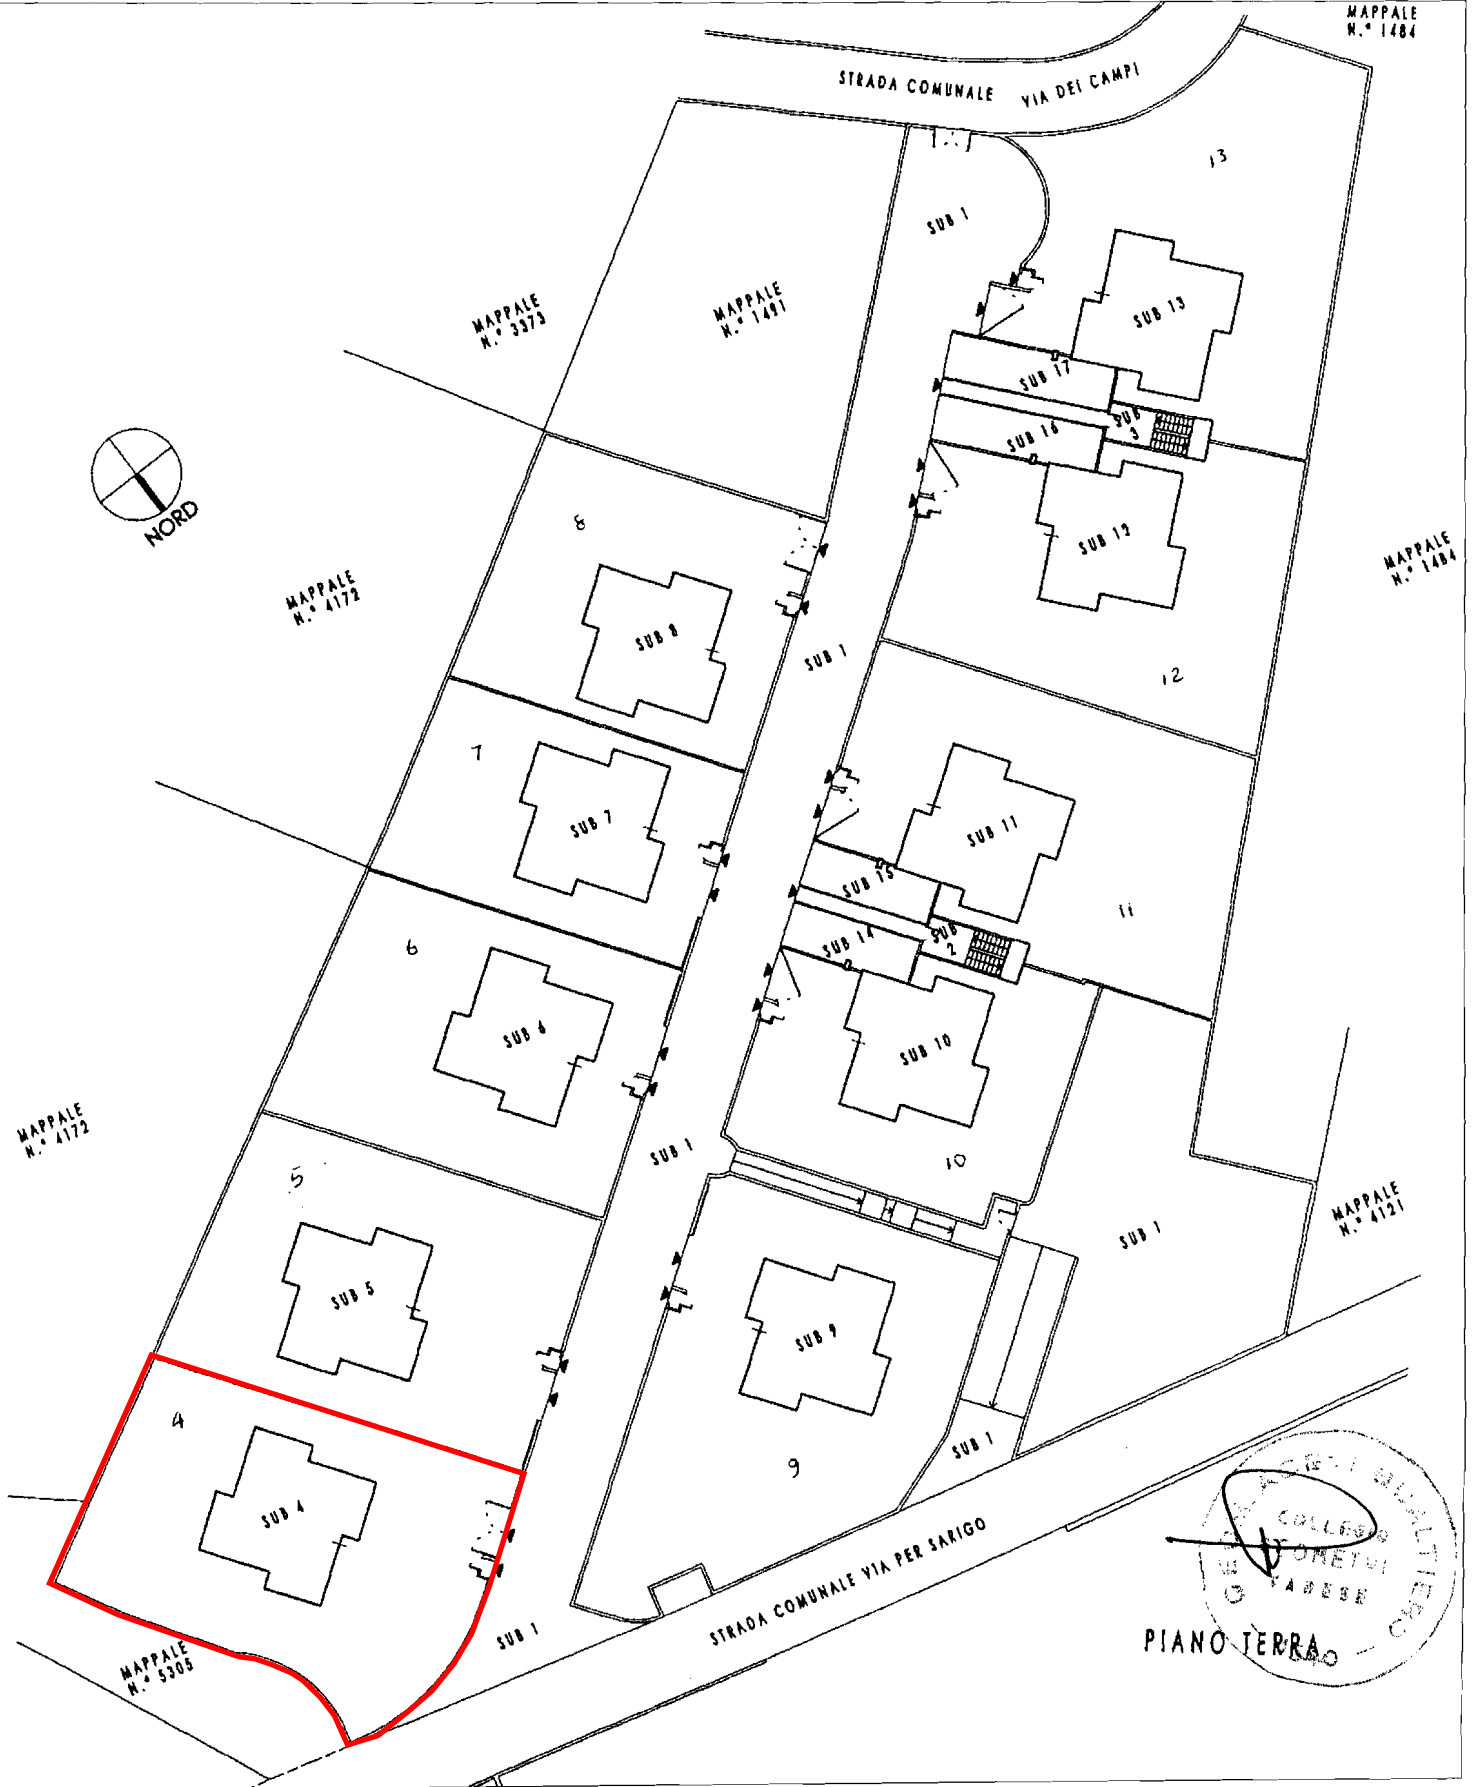 MAPPALE
N.° 1484
STRADA COMUNALE VIA DEI CAMPI
13
SUB 1
MAPPALE
N.° 3373
MAPPALE
N.° 1491
SUB 13
SUB 17
SUB
3
SUB 16
NORD
8
SUB 12
MAPPALE
N.° 1484
MAPPALE
N.° 4172
SUB 8
SUB 1
12
7
SUB 7
SUB 11
SUB 15
11
6
SUB 14
SUB
2
SUB 6
SUB 10
MAPPALE
N.° 4172
SUB 1
10
5
MAPPALE
N.° 4121
SUB 1
SUB 5
SUB 9
4
SUB 1
9
SUB 4
COLLEGIO
GEOMETRI
VARESE
STRADA COMUNALE VIA PER SARIGO
SUB 1
PIANO TERRA
MAPPALE
N.° 5305